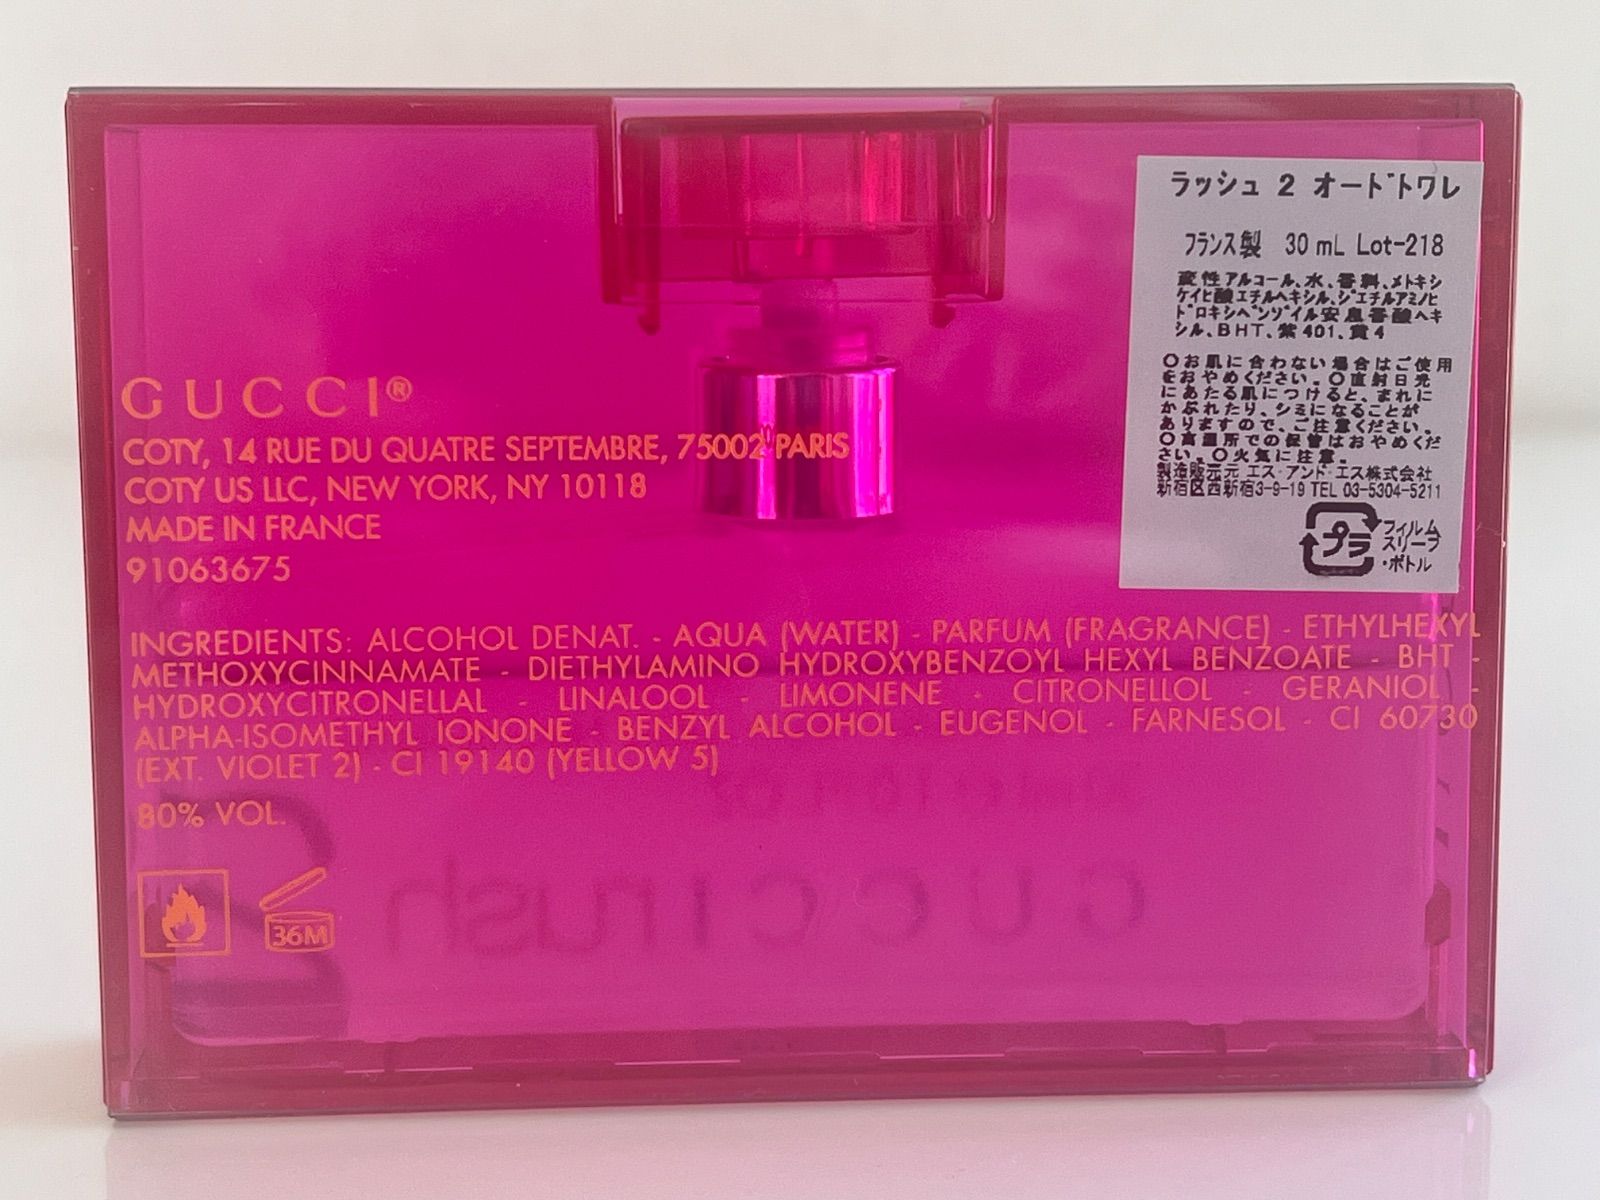 GUCCI®
COTY, 14 RUE DU QUATRE SEPTEMBRE, 75002 PARIS
COTY US LLC, NEW YORK, NY 10118
MADE IN FRANCE
91063675
INGREDIENTS: ALCOHOL DENAT. - AQUA (WATER) - PARFUM (FRAGRANCE) - ETHYLHEXYL
METHOXYCINNAMATE - DIETHYLAMINO HYDROXYBENZOYL HEXYL BENZOATE - BHT -
HYDROXYCITRONELLAL - LINALOOL - LIMONENE - CITRONELLOL - GERANIOL -
ALPHA-ISOMETHYL IONONE - BENZYL ALCOHOL - EUGENOL - FARNESOL - CI 60730
(EXT. VIOLET 2) - CI 19140 (YELLOW 5)
80% VOL.
36M
GUCCI rush
2
ラッシュ 2 オードトワレ
フランス製 30 mL Lot-218
変性アルコール、水、香料、メトキシ
ケイヒ酸エチルヘキシル、ジエチルアミノヒ
ドロキシベンゾイル安息香酸ヘキ
シル、BHT、紫401、黄4
○お肌に合わない場合はご使用
をおやめください。○直射日光
にあたる肌につけると、まれに
かぶれたり、シミになることが
ありますので、ご注意ください。
○高温所での保管はおやめくだ
さい。○火気に注意。
製造販売元 エス・アンド・エス株式会社
新宿区西新宿3-9-19 TEL 03-5304-5211
プラ
フィルム
スリーブ
・ボトル